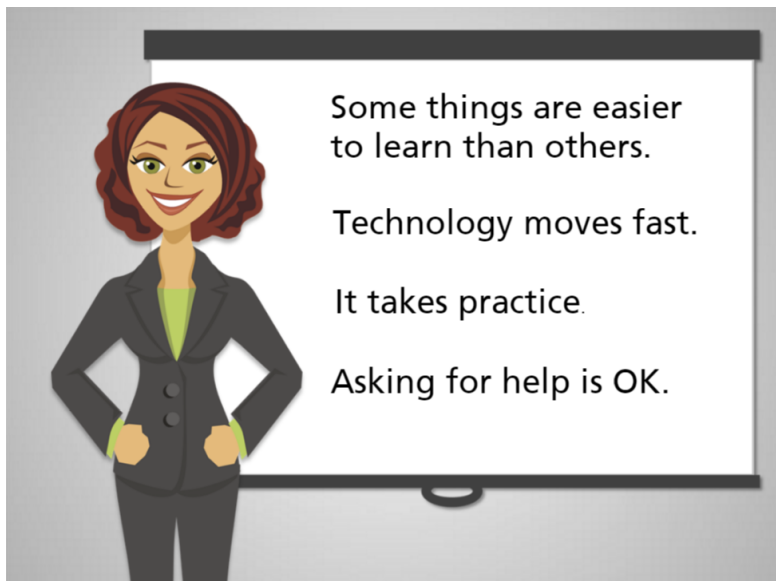 Some things are easier
to learn than others.
Technology moves fast.
It takes practice.
Asking for help is OK.